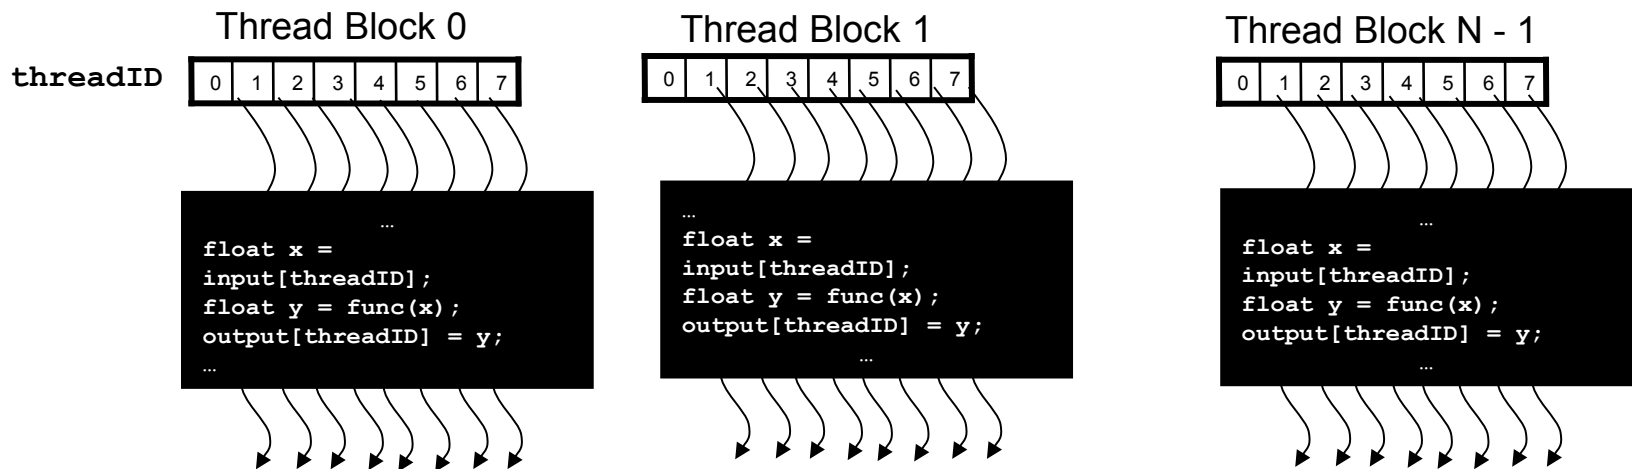 Thread Block 0
threadID
0 1 2 3 4 5 6 7
…
float x =
input[threadID];
float y = func(x);
output[threadID] = y;
…
Thread Block 1
0 1 2 3 4 5 6 7
…
float x =
input[threadID];
float y = func(x);
output[threadID] = y;
…
Thread Block N - 1
0 1 2 3 4 5 6 7
…
float x =
input[threadID];
float y = func(x);
output[threadID] = y;
…